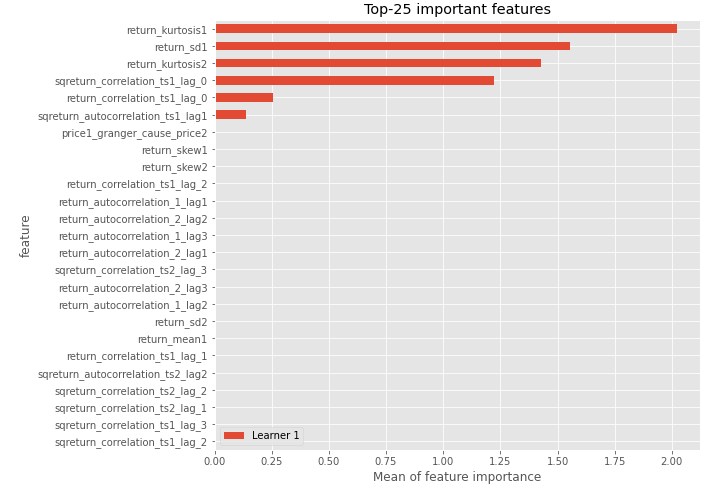 Top-25 important features
return_kurtosis1
return_sd1
return_kurtosis2
sqreturn_correlation_ts1_lag_0
return_correlation_ts1_lag_0
sqreturn_autocorrelation_ts1_lag1
price1_granger_cause_price2
return_skew1
return_skew2
return_correlation_ts1_lag_2
return_autocorrelation_1_lag1
return_autocorrelation_2_lag2
return_autocorrelation_1_lag3
return_autocorrelation_2_lag1
sqreturn_correlation_ts2_lag_3
return_autocorrelation_2_lag3
return_autocorrelation_1_lag2
return_sd2
return_mean1
return_correlation_ts1_lag_1
sqreturn_autocorrelation_ts2_lag2
sqreturn_correlation_ts2_lag_2
sqreturn_correlation_ts2_lag_1
sqreturn_correlation_ts1_lag_3
sqreturn_correlation_ts1_lag_2
feature
Learner 1
0.00 0.25 0.50 0.75 1.00 1.25 1.50 1.75 2.00
Mean of feature importance